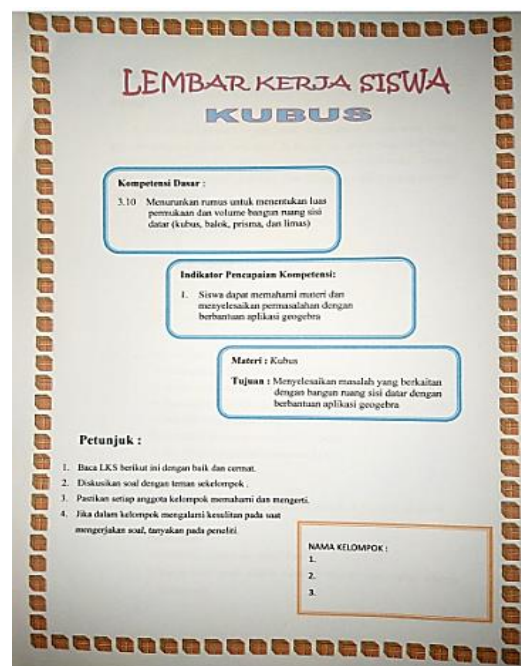 LEMBAR KERJA SISWA
KUBUS
Kompetensi Dasar :
3.10 Menurunkan rumus untuk menentukan luas
permukaan dan volume bangun ruang sisi
datar (kubus, balok, prisma, dan limas)
Indikator Pencapaian Kompetensi:
1. Siswa dapat memahami materi dan
menyelesaikan permasalahan dengan
berbantuan aplikasi geogebra
Materi : Kubus
Tujuan : Menyelesaikan masalah yang berkaitan
dengan bangun ruang sisi datar dengan
berbantuan aplikasi geogebra
Petunjuk :
1. Baca LKS berikut ini dengan baik dan cermat.
2. Diskusikan soal dengan teman sekelompok .
3. Pastikan setiap anggota kelompok memahami dan mengerti.
4. Jika dalam kelompok mengalami kesulitan pada saat
mengerjakan soal, tanyakan pada peneliti
NAMA KELOMPOK :
1.
2.
3.